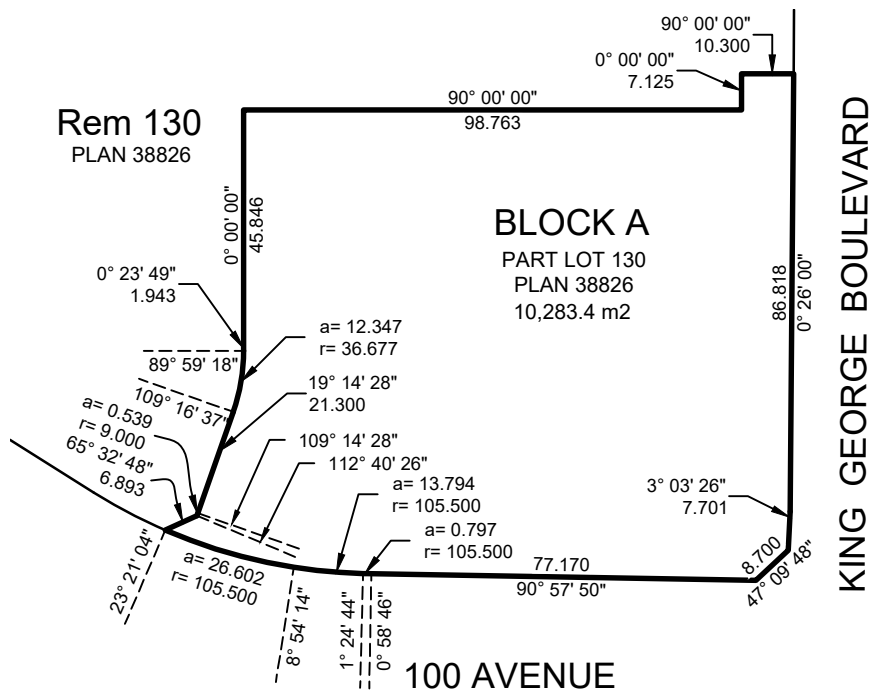 90° 00' 00"
10.300
0° 00' 00"
7.125
90° 00' 00"
98.763
Rem 130
PLAN 38826
0° 00' 00"
45.846
BLOCK A
PART LOT 130
PLAN 38826
10,283.4 m2
86.818
0° 26' 00"
KING GEORGE BOULEVARD
0° 23' 49"
1.943
a= 12.347
r= 36.677
89° 59' 18"
109° 16' 37"
19° 14' 28"
21.300
a= 0.539
r= 9.000
65° 32' 48"
6.893
109° 14' 28"
112° 40' 26"
a= 13.794
r= 105.500
a= 0.797
r= 105.500
3° 03' 26"
7.701
77.170
90° 57' 50"
8.700
47° 09' 48"
a= 26.602
r= 105.500
23° 21' 04"
8° 54' 14"
1° 24' 44"
0° 58' 46"
100 AVENUE